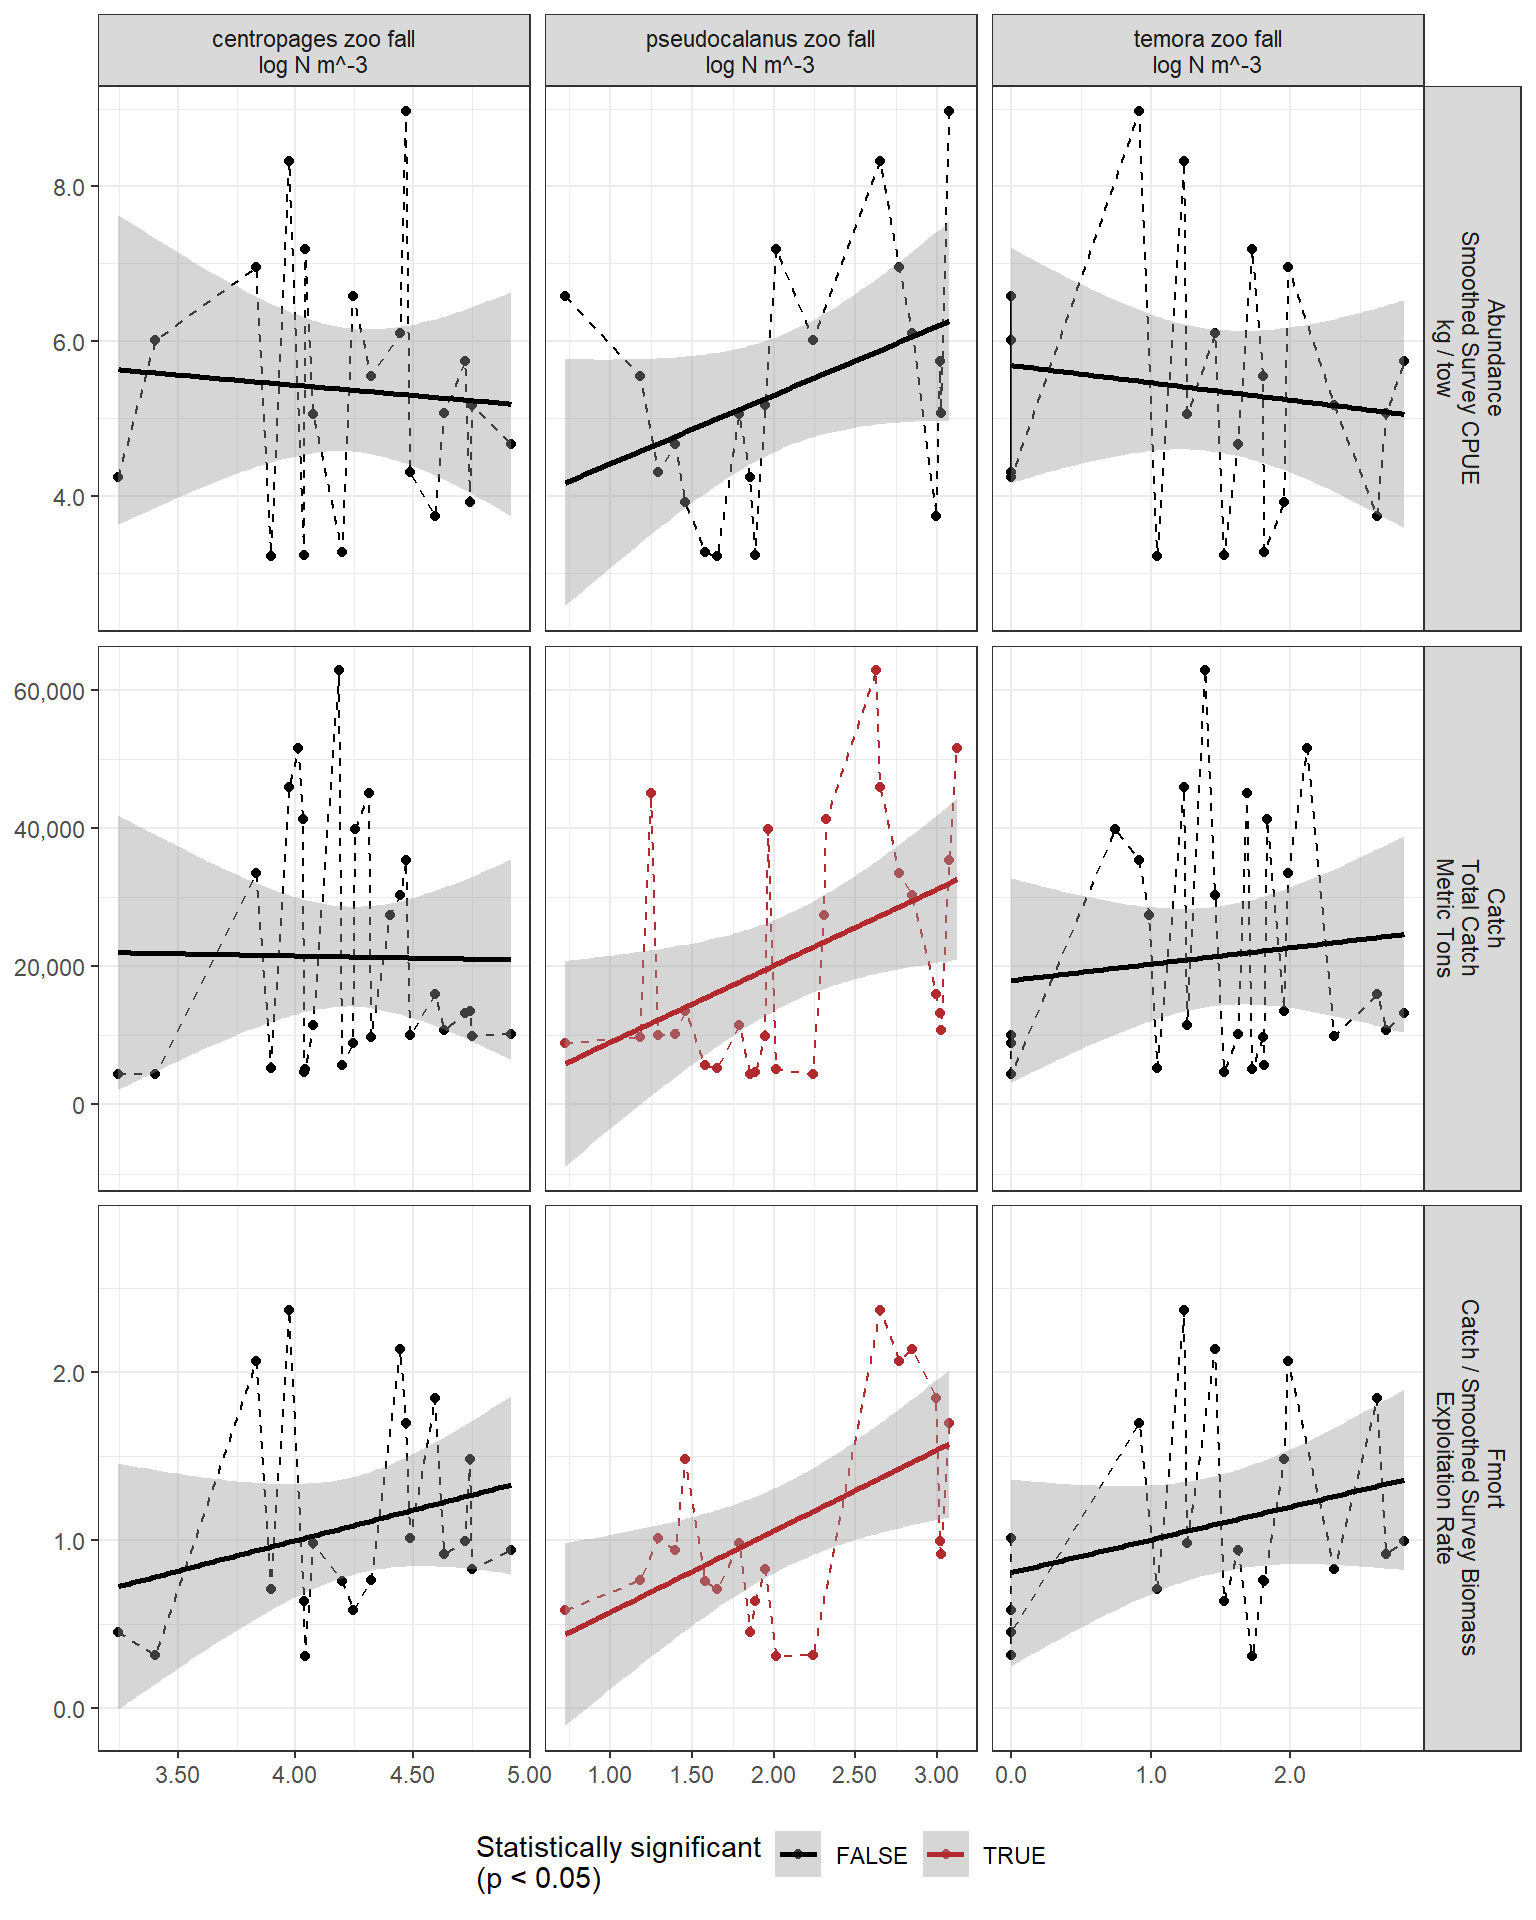 centropages zoo fall
log N m^-3
pseudocalanus zoo fall
log N m^-3
temora zoo fall
log N m^-3
8.0
6.0
4.0
Abundance
Smoothed Survey CPUE
kg / tow
60,000
40,000
20,000
0
Catch
Total Catch
Metric Tons
2.0
1.0
0.0
Fmort
Catch / Smoothed Survey Biomass
Exploitation Rate
3.50
4.00
4.50
5.00
1.00
1.50
2.00
2.50
3.00
0.0
1.0
2.0
Statistically significant
(p < 0.05)
FALSE
TRUE